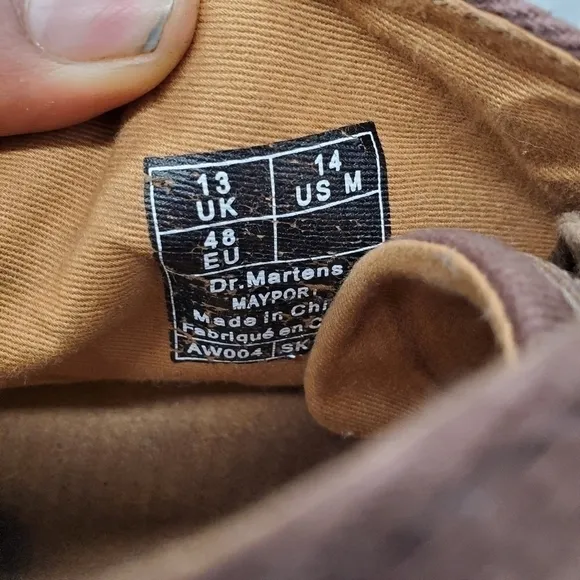 13 UK
14 US M
48 EU
Dr.Martens
MAYPOR
Made in Chi
Fabriqué en C
AW004 SK